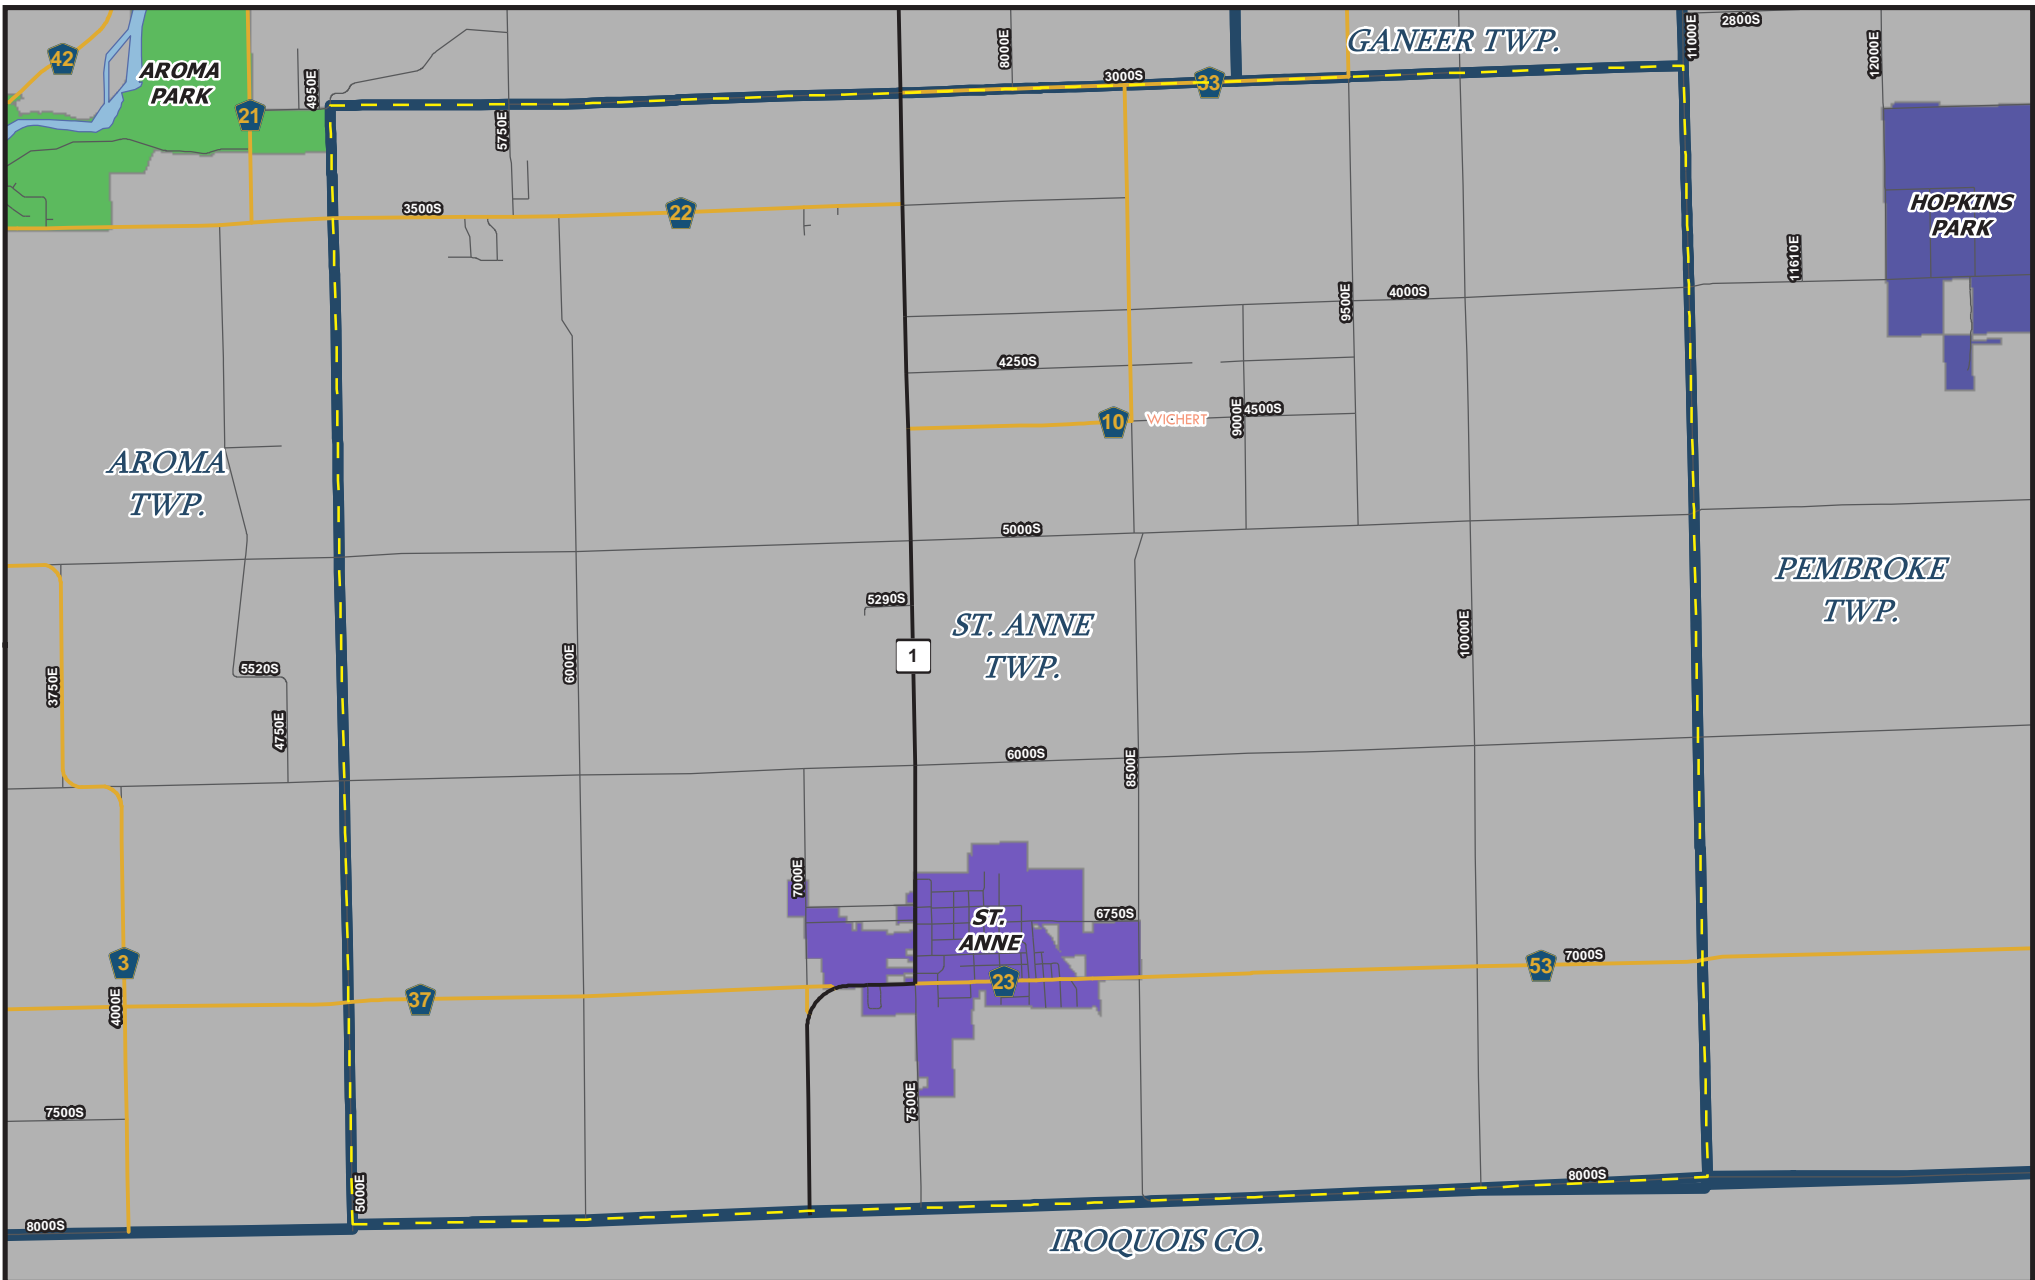 2800S
11000E
8000E
12000E
GANEER TWP.
42
AROMA
PARK
4950E
3000S
33
21
5750E
HOPKINS
PARK
3500S
22
11610E
9500E
4000S
4250S
10
WICHERT
9000E
4500S
AROMA
TWP.
5000S
PEMBROKE
TWP.
5290S
ST. ANNE
TWP.
1
10000E
6000E
5520S
3750E
4750E
6000S
8500E
7000E
ST.
ANNE
6750S
3
7000S
53
23
37
4000E
7500E
7500S
8000S
5000E
8000S
IROQUOIS CO.